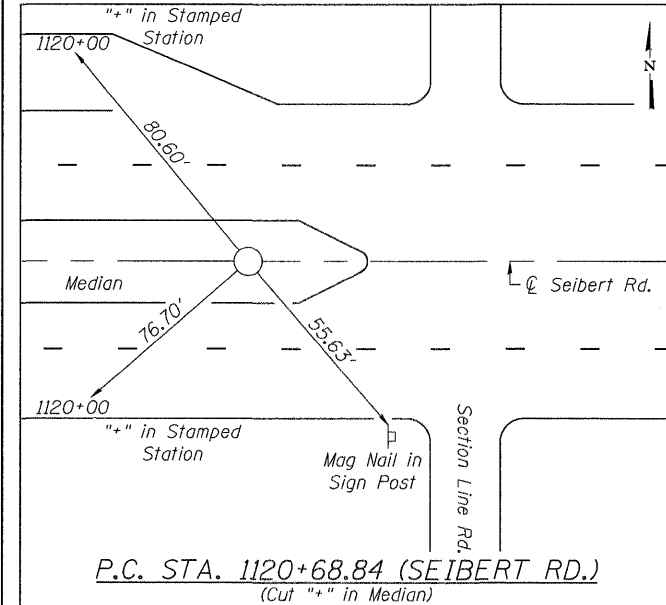 "+" in Stamped
Station
1120+00
N
80.60'
Median
℄ Seibert Rd.
76.70'
55.63'
1120+00
"+" in Stamped
Station
Mag Nail in
Sign Post
Section Line Rd.
P.C. STA. 1120+68.84 (SEIBERT RD.)
(Cut "+" in Median)